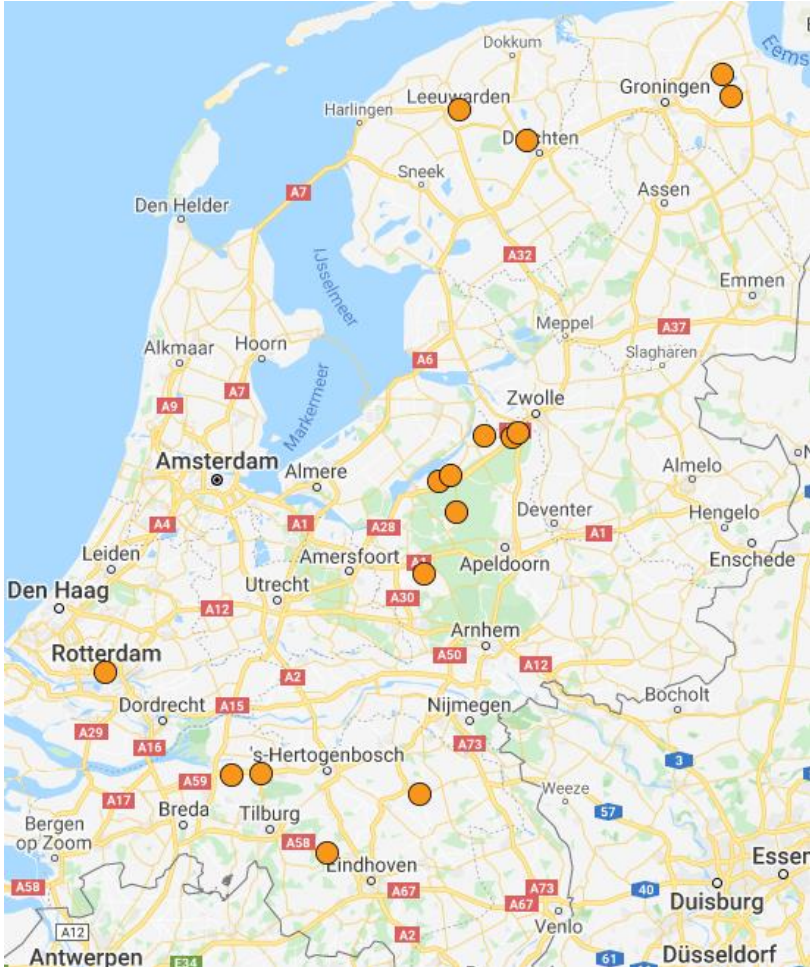 Dokkum
Eems
Leeuwarden
Groningen
Harlingen
Sneek
Assen
A7
Den Helder
A32
IJsselmeer
Emmen
Meppel
A37
Slagharen
Alkmaar
Hoorn
A6
A7
A9
Markermeer
Zwolle
Amsterdam
Almere
Almelo
A4
A1
A28
Deventer
A1
Hengelo
Leiden
Amersfoort
Apeldoorn
Enschede
Den Haag
A12
Utrecht
A30
Arnhem
Rotterdam
A50
A12
A2
Dordrecht
A15
Nijmegen
Bocholt
A29
A16
A73
's-Hertogenbosch
3
A59
A17
Breda
Tilburg
Weeze
57
Bergen
op Zoom
A58
Eindhoven
Essen
A58
A67
A73
A67
40
Duisburg
Venlo
A12
A2
61
Antwerpen
E34
Düsseldorf